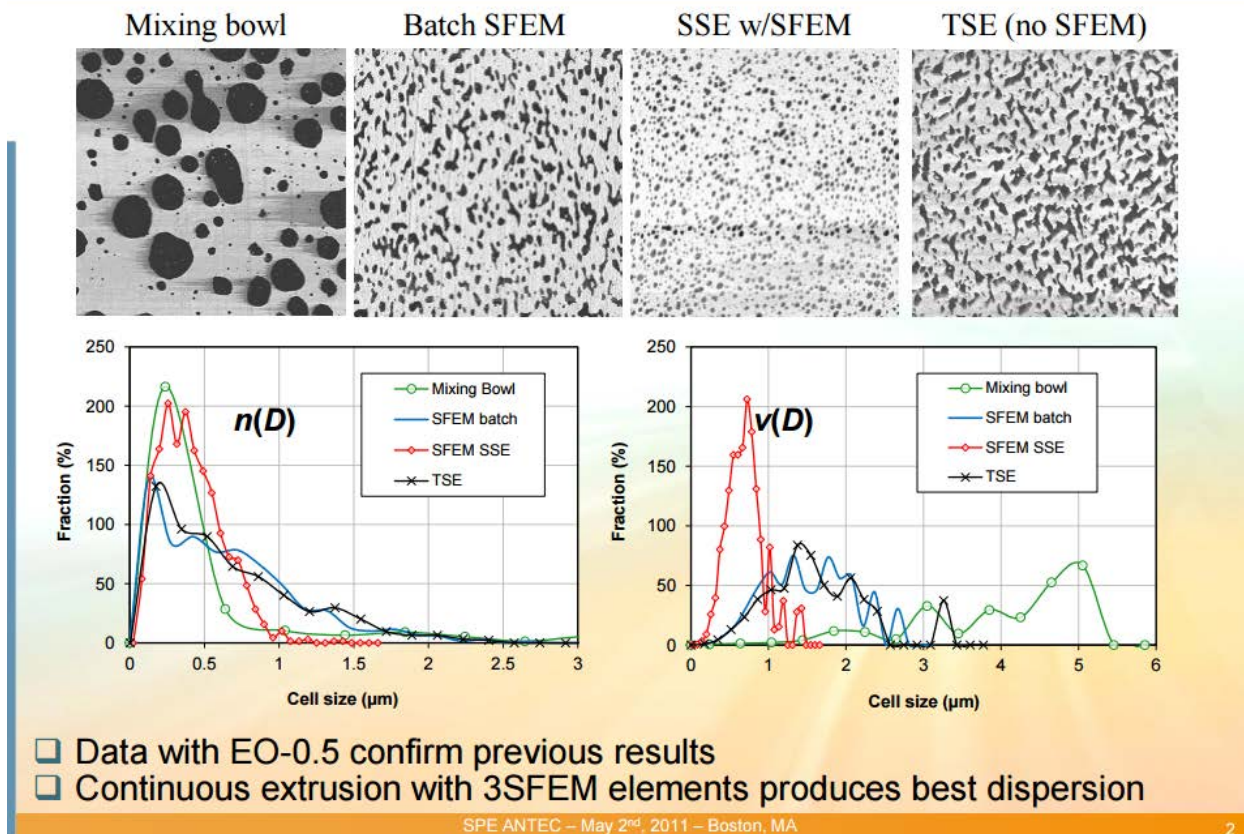 Mixing bowl
Batch SFEM
SSE w/SFEM
TSE (no SFEM)
250
200
150
100
50
0
Fraction (%)
n(D)
Mixing Bowl
SFEM batch
SFEM SSE
TSE
0
0.5
1
1.5
2
2.5
3
Cell size (µm)
250
200
150
100
50
0
Fraction (%)
v(D)
Mixing bowl
SFEM batch
SFEM SSE
TSE
0
1
2
3
4
5
6
Cell size (µm)
Data with EO-0.5 confirm previous results
Continuous extrusion with 3SFEM elements produces best dispersion
SPE ANTEC – May 2nd, 2011 – Boston, MA
2